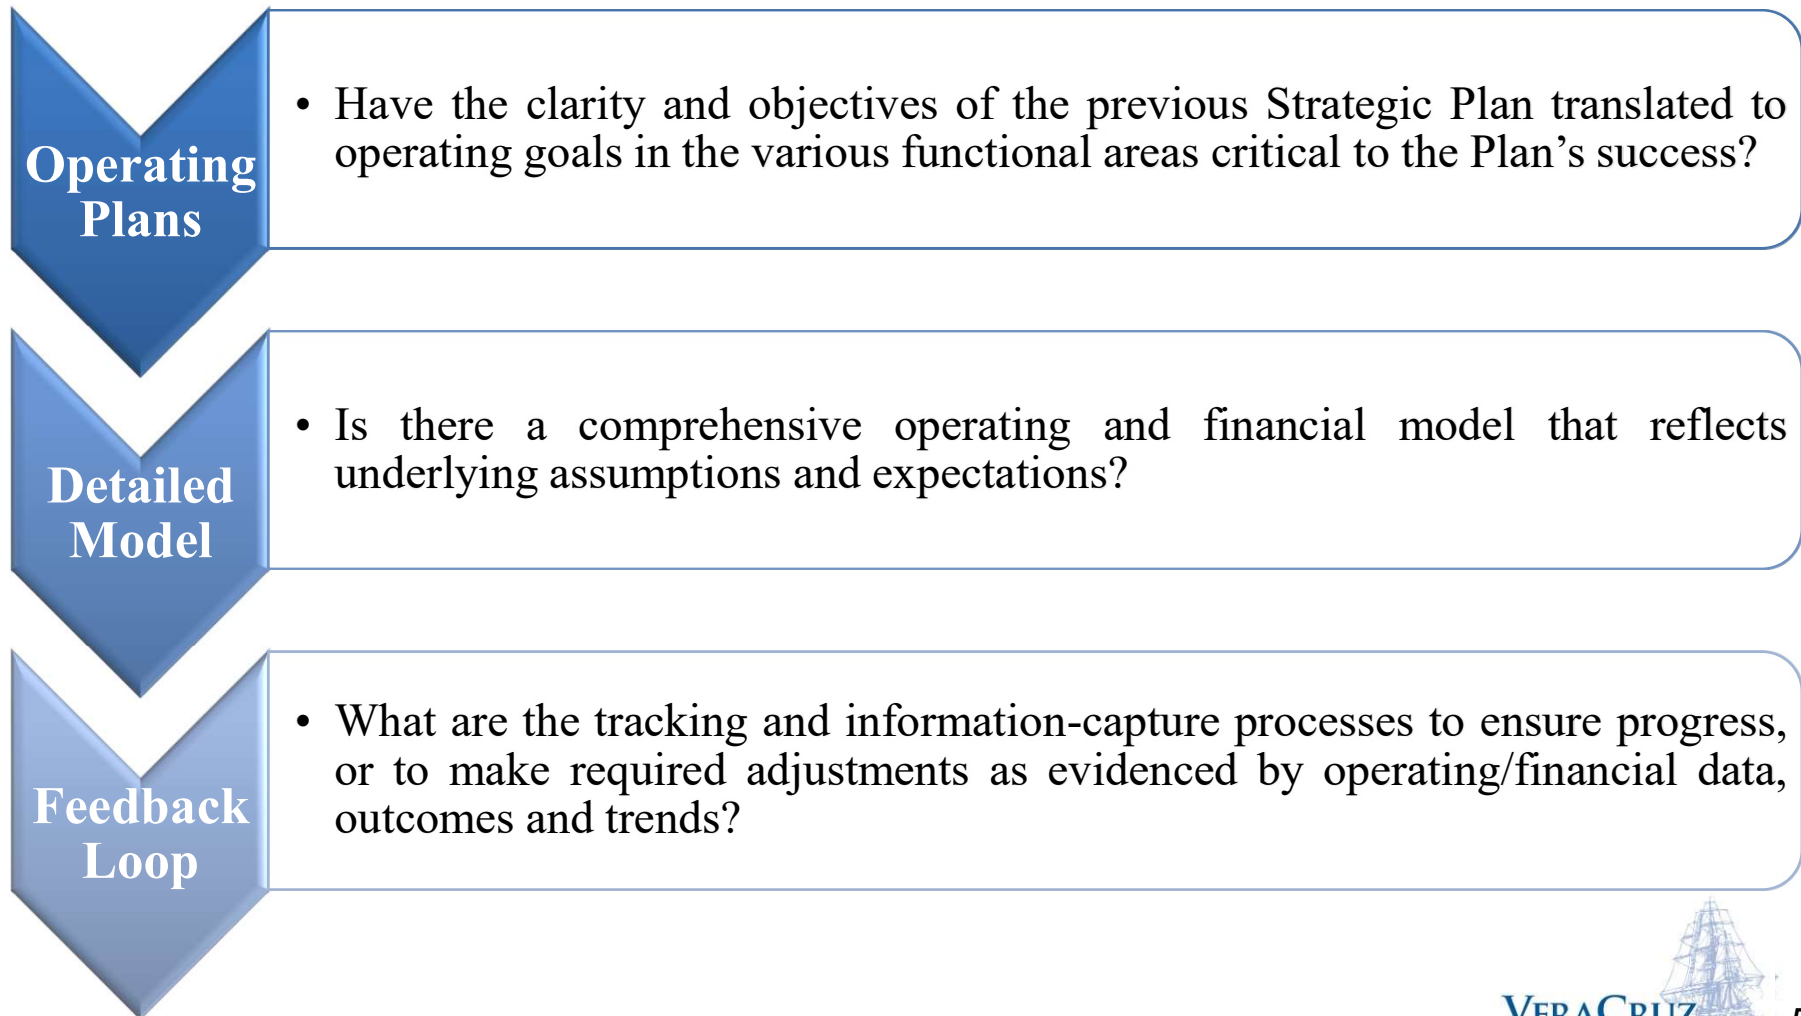 Operating
Plans
• Have the clarity and objectives of the previous Strategic Plan translated to
operating goals in the various functional areas critical to the Plan’s success?
Detailed
Model
• Is there a comprehensive operating and financial model that reflects
underlying assumptions and expectations?
Feedback
Loop
• What are the tracking and information-capture processes to ensure progress,
or to make required adjustments as evidenced by operating/financial data,
outcomes and trends?
VERACRUZ